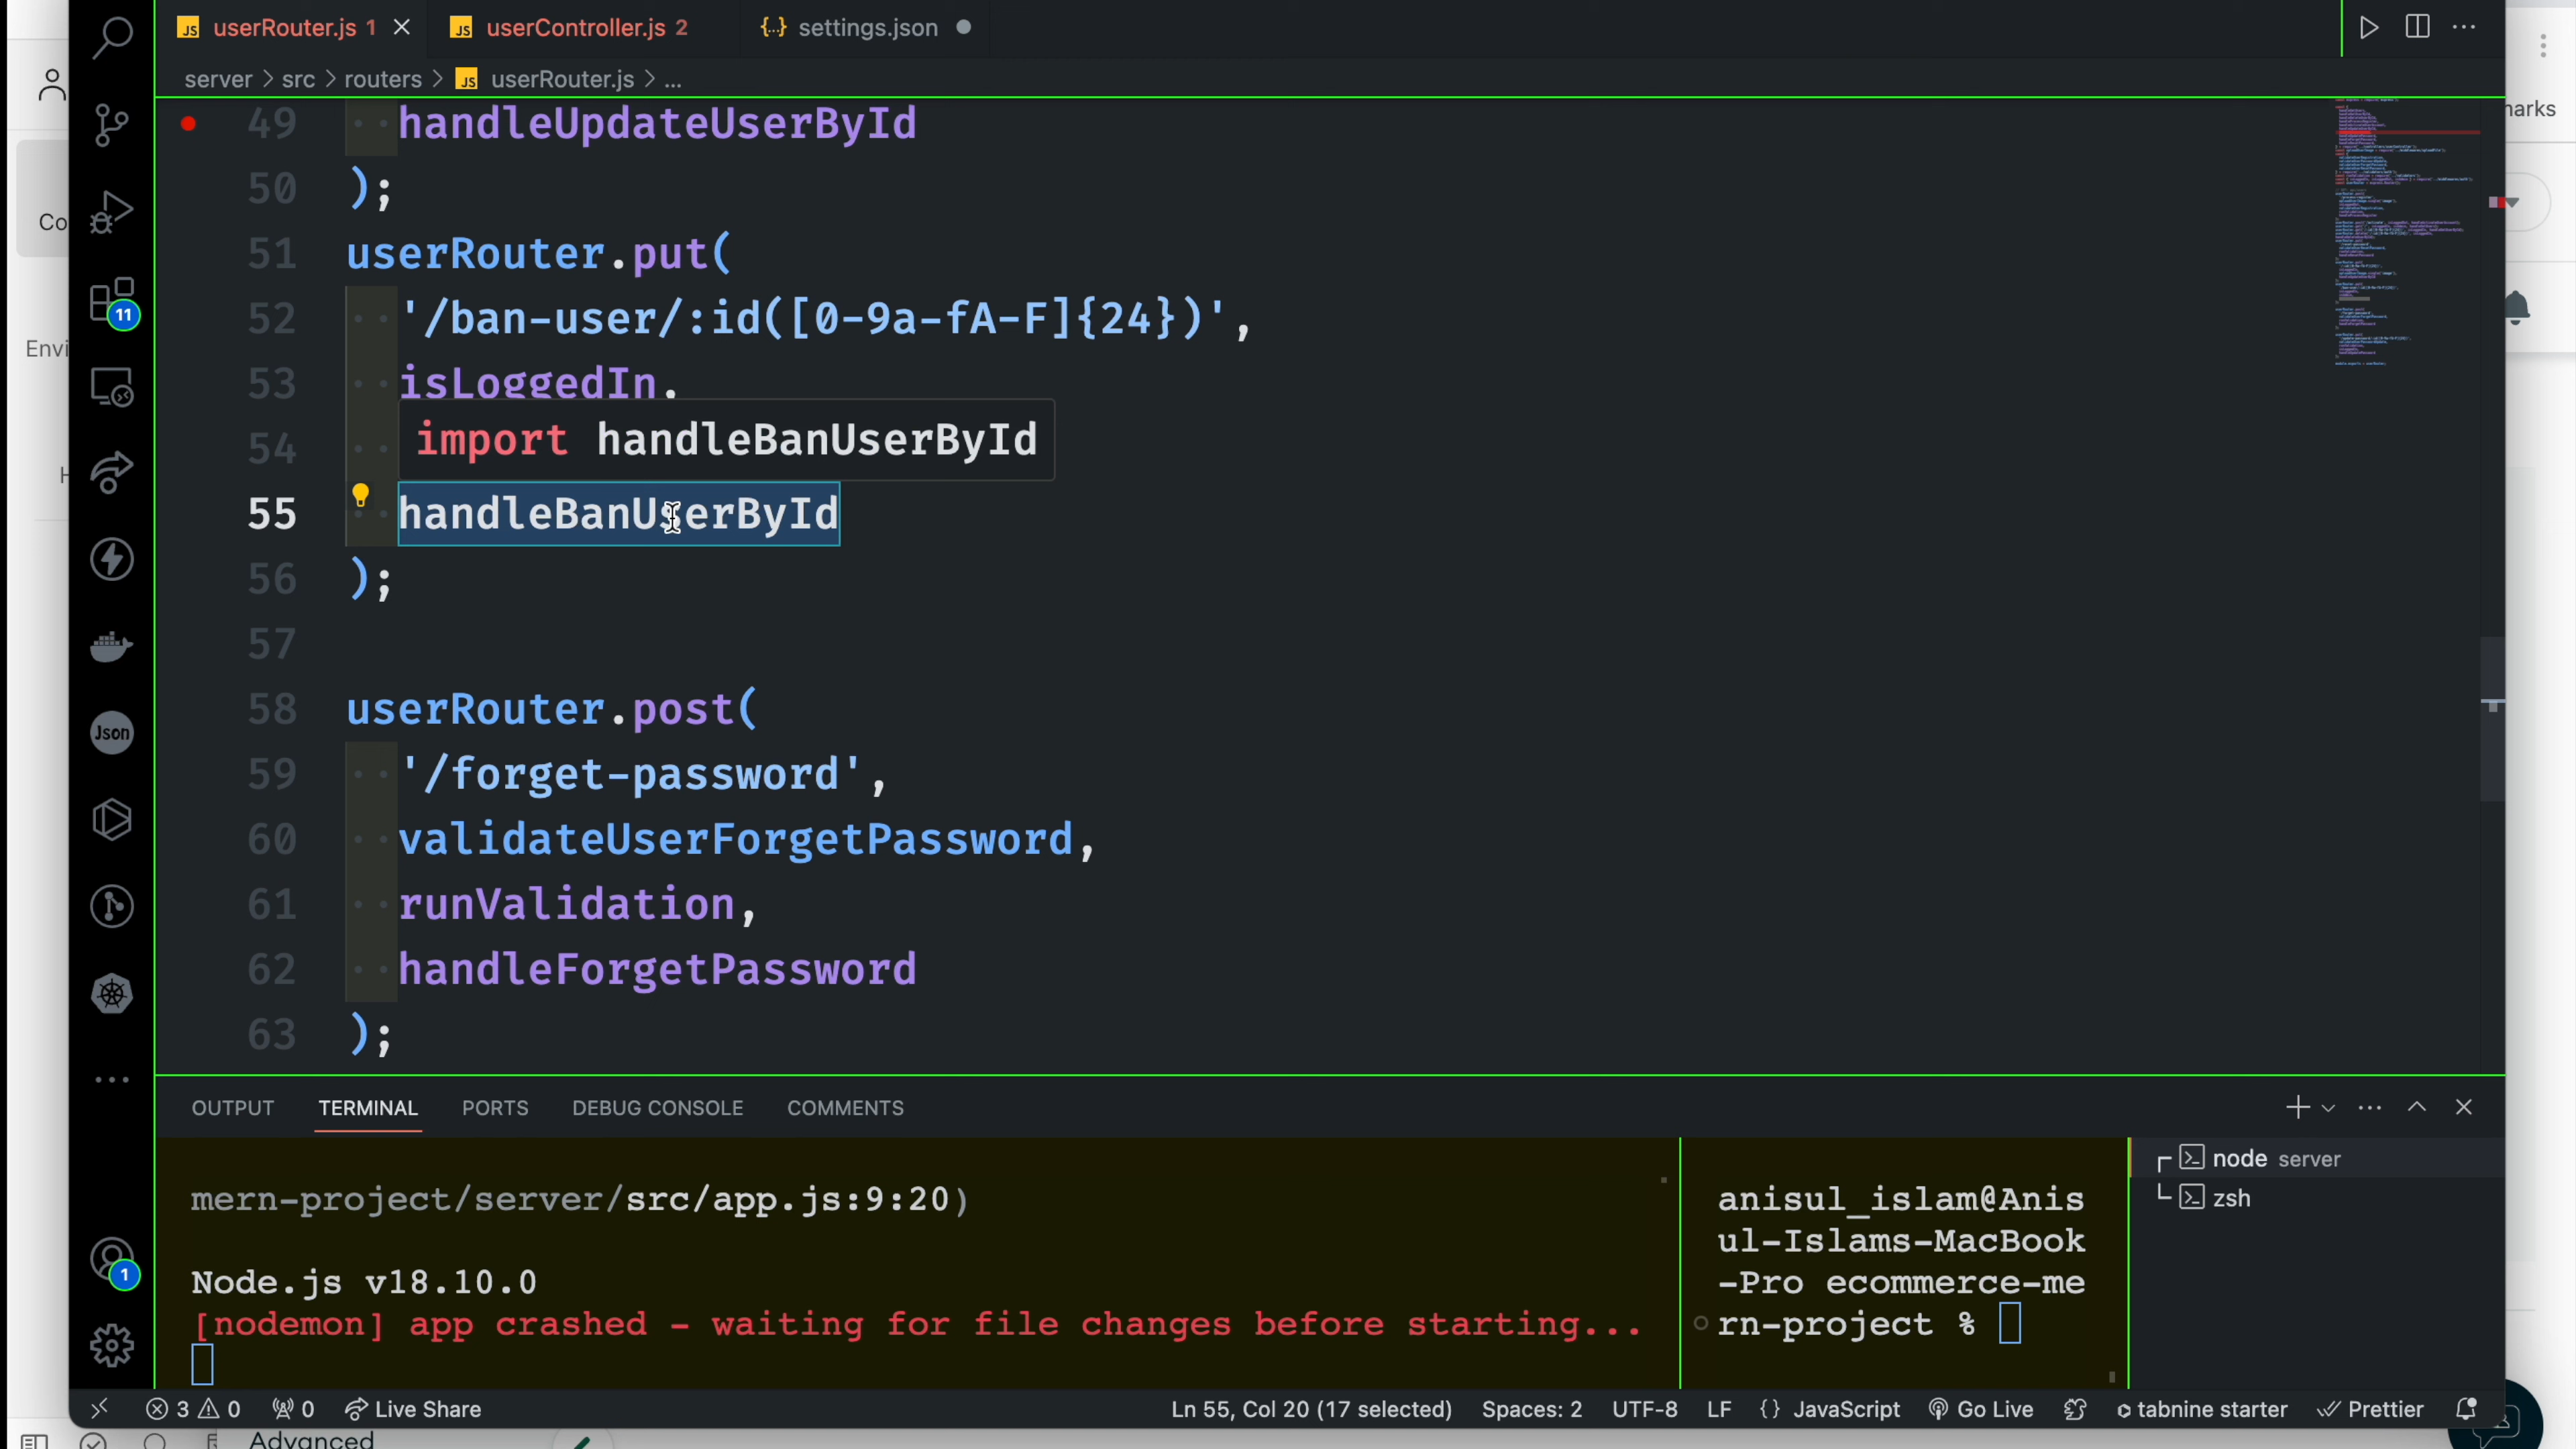 userRouter.js 1
userController.js 2
settings.json
server > src > routers > userRouter.js > ...
arks
Co
Envi
H
11
1
Json
49 handleUpdateUserById
50 );
51 userRouter.put(
52 '/ban-user/:id([0-9a-fA-F]{24})',
53 isLoggedIn,
54
import handleBanUserById
55 handleBanUserById
56 );
57
58 userRouter.post(
59 '/forget-password',
60 validateUserForgetPassword,
61 runValidation,
62 handleForgetPassword
63 );
OUTPUT TERMINAL PORTS DEBUG CONSOLE COMMENTS
mern-project/server/src/app.js:9:20)
Node.js v18.10.0
[nodemon] app crashed - waiting for file changes before starting...
anisul_islam@Anis
ul-Islams-MacBook
-Pro ecommerce-me
rn-project %
node server
zsh
3 0 0 Live Share
Ln 55, Col 20 (17 selected) Spaces: 2 UTF-8 LF {} JavaScript Go Live tabnine starter Prettier
Advanced